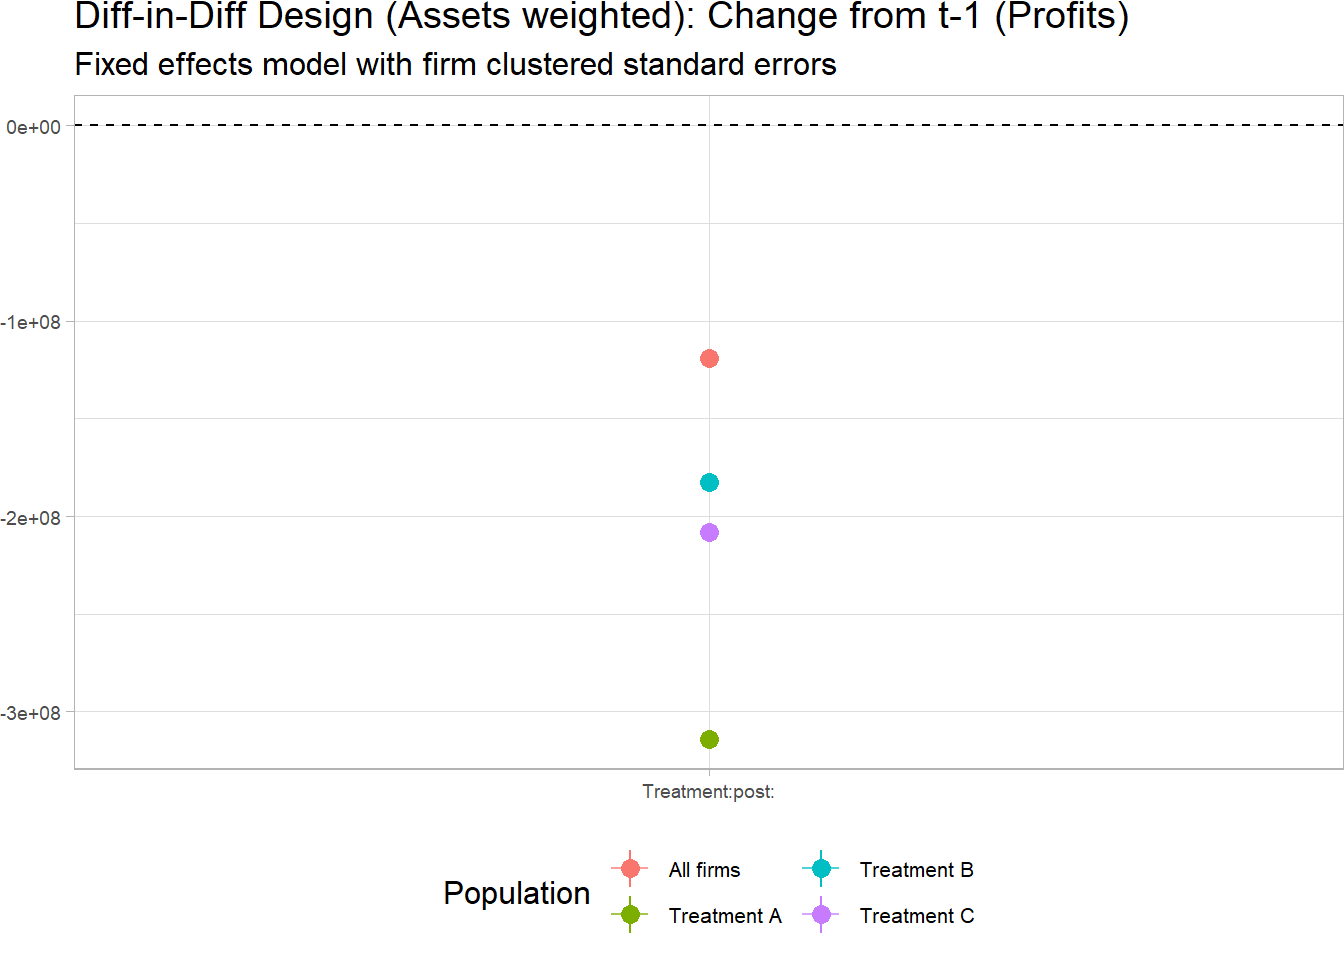 Diff-in-Diff Design (Assets weighted): Change from t-1 (Profits)
Fixed effects model with firm clustered standard errors
0e+00
-1e+08
-2e+08
-3e+08
Treatment:post:
Population
All firms
Treatment B
Treatment A
Treatment C